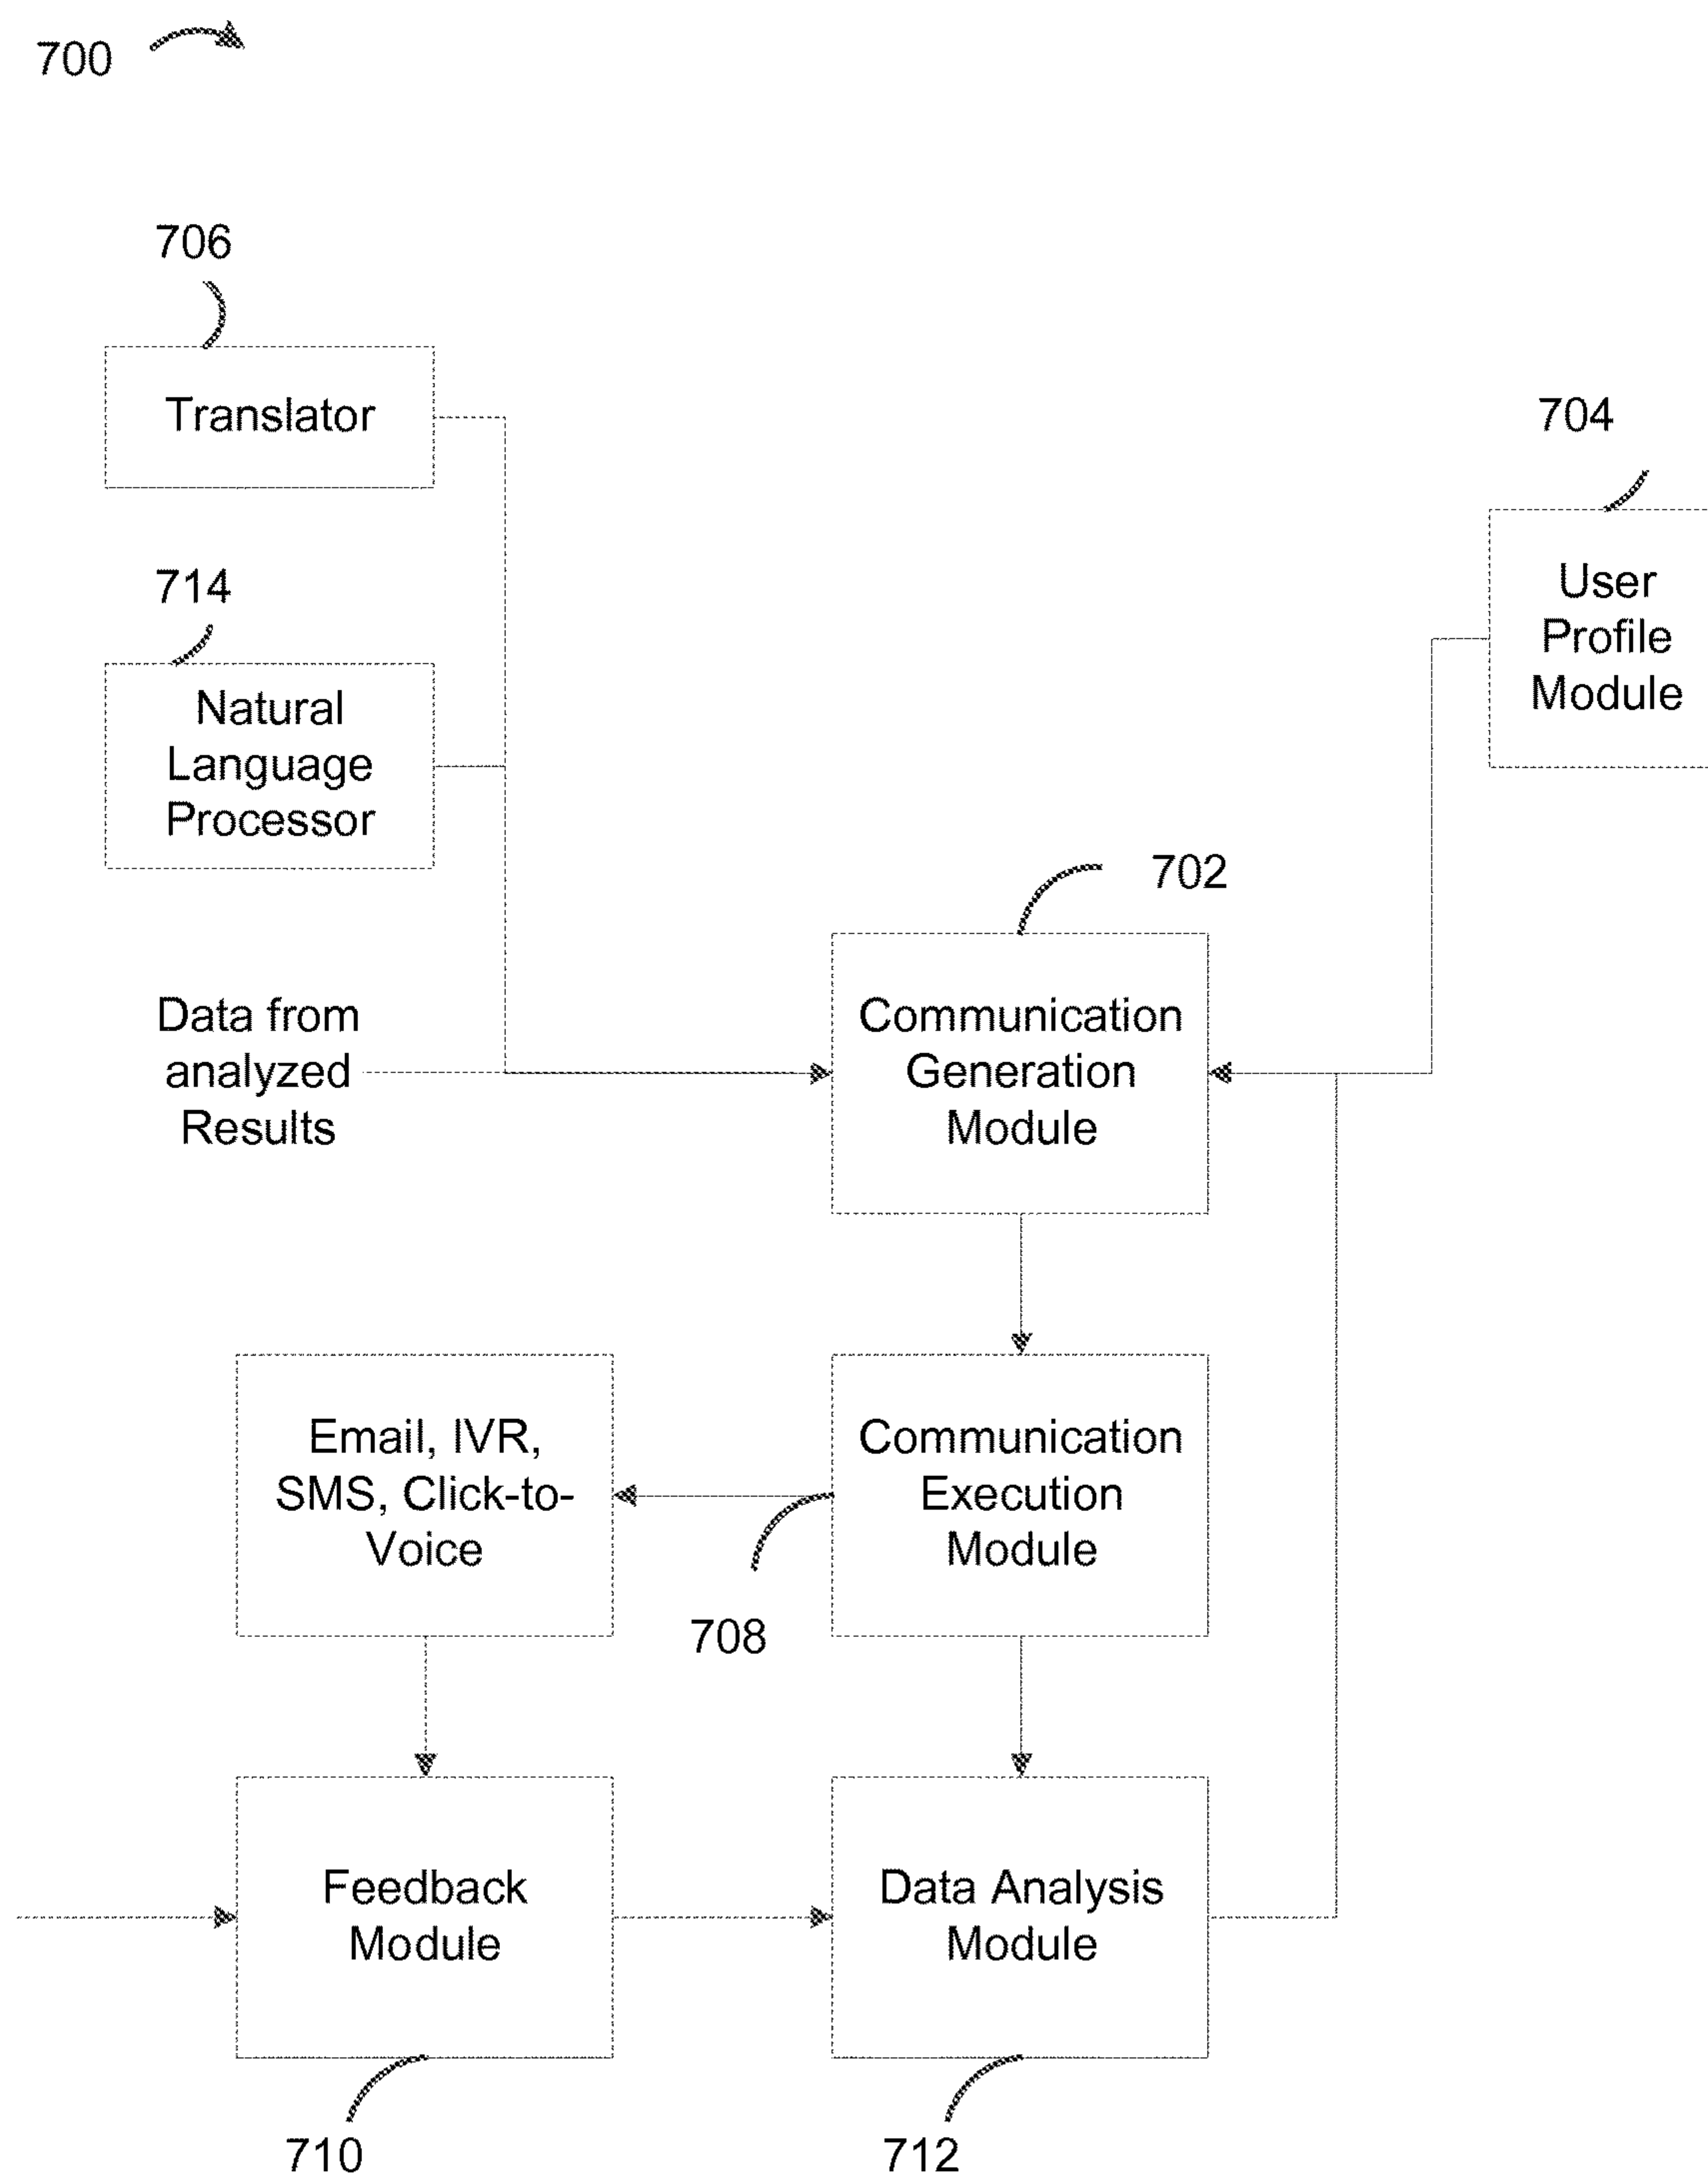 700
706
Translator
704
User
Profile
Module
714
Natural
Language
Processor
702
Communication
Generation
Module
Data from
analyzed
Results
Email, IVR,
SMS, Click-to-
Voice
Communication
Execution
Module
708
Feedback
Module
Data Analysis
Module
710
712